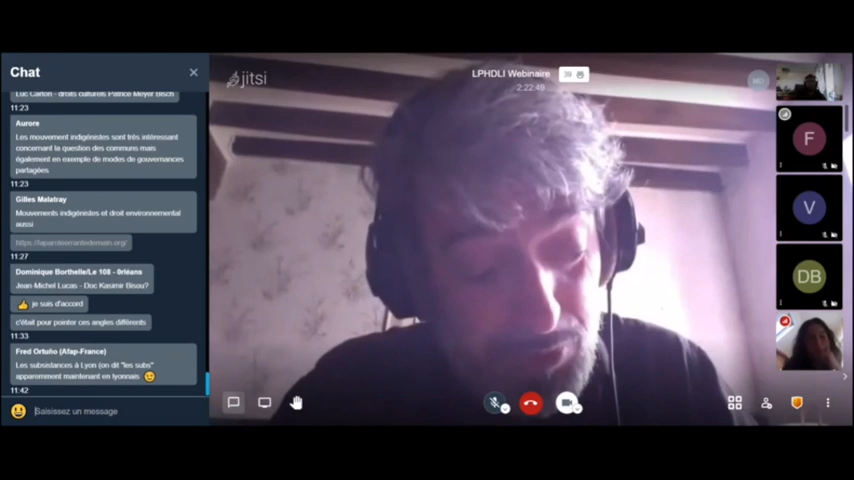 Chat
LPHDLI Webinaire
39
jitsi
2:22:49
MD
Luc Carton - droits culturels Patrice Meyer Bisch
11:23
Aurore
Les mouvement indigénistes sont très intéressant
concernant la question des communs mais
également en exemple de modes de gouvernances
partagées
11:23
Gilles Malatray
Mouvements indigénistes et droit environnemental
aussi
https://laparoleerrantedemain.org/
11:27
Dominique Borthelle/Le 108 - 0rléans
Jean-Michel Lucas - Doc Kasimir Bisou?
👍 je suis d'accord
c'était pour pointer ces angles différents
11:33
Fred Ortuño (Afap-France)
Les subsistances à Lyon (on dit "les subs"
apparemment maintenant en lyonnais 😉
11:42
Saisissez un message
F
V
DB